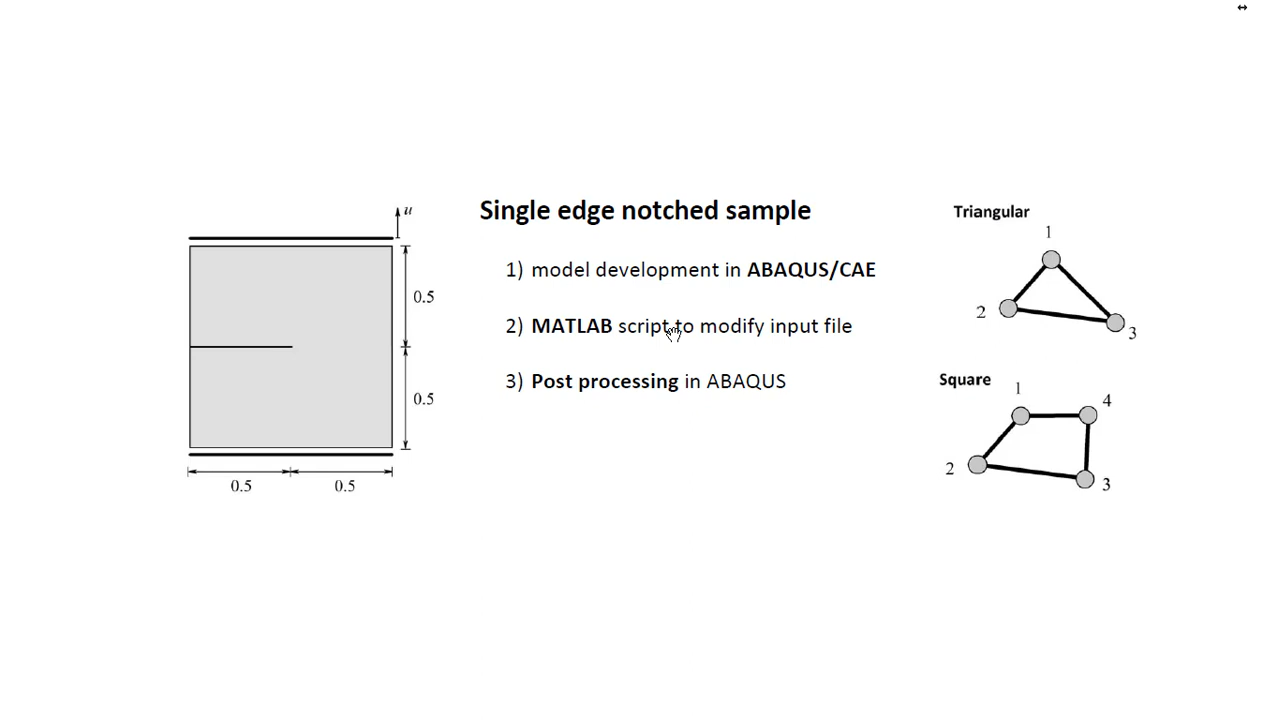 Single edge notched sample
1) model development in ABAQUS/CAE
2) MATLAB script to modify input file
3) Post processing in ABAQUS
u
0.5
0.5
0.5
0.5
Triangular
1
2
3
Square
1
4
2
3